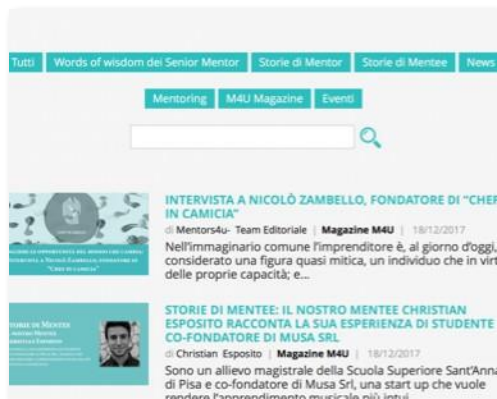 Tutti Words of wisdom dei Senior Mentor Storie di Mentor Storie di Mentee News
Mentoring M4U Magazine Eventi
INTERVISTA A NICOLÒ ZAMBELLO, FONDATORE DI “CHEF
IN CAMICIA”
di Mentors4u- Team Editoriale | Magazine M4U | 18/12/2017
Nell'immaginario comune l'imprenditore è, al giorno d'oggi,
considerato una figura quasi mitica, un individuo che in virt
delle proprie capacità; e...
STORIE DI MENTEE: IL NOSTRO MENTEE CHRISTIAN
ESPOSITO RACCONTA LA SUA ESPERIENZA DI STUDENTE
CO-FONDATORE DI MUSA SRL
di Christian Esposito | Magazine M4U | 18/12/2017
Sono un allievo magistrale della Scuola Superiore Sant'Anna
di Pisa e co-fondatore di Musa Srl, una start up che vuole
rendere l'apprendimento musicale più intui